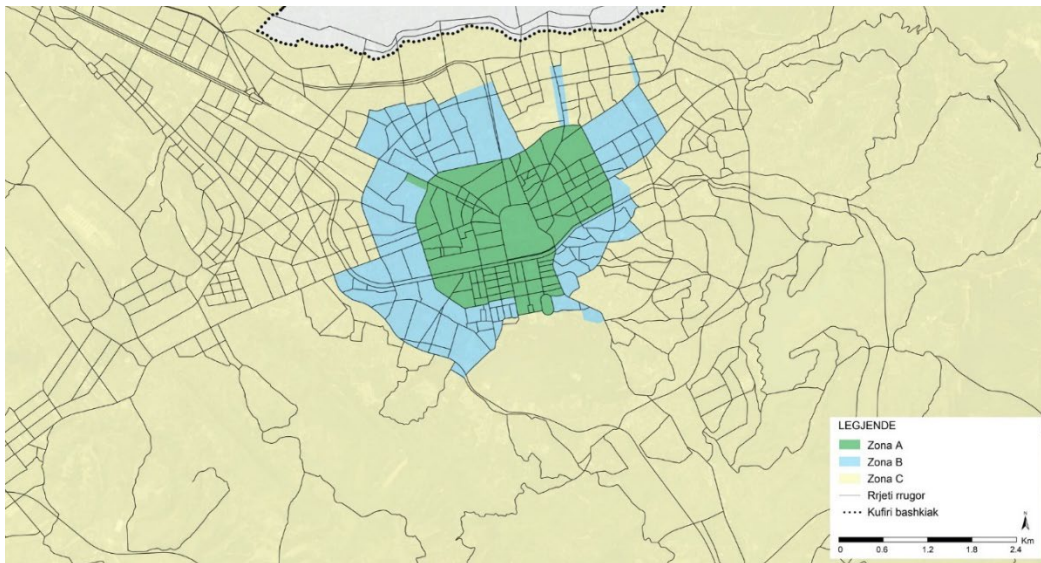 LEGJENDE
Zona A
Zona B
Zona C
Rrjeti rrugor
Kufiri bashkiak
N
Km
0 0.6 1.2 1.8 2.4